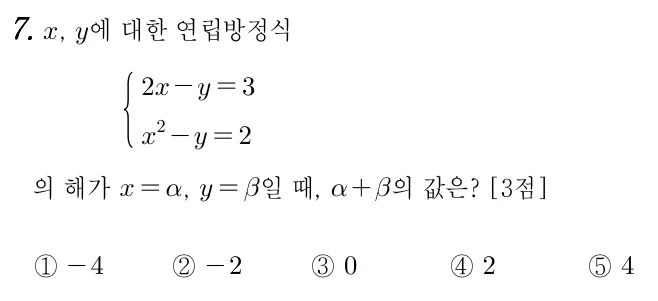 7. x, y에 대한 연립방정식
2x-y=3
x²-y=2
의 해가 x=α, y=β일 때, α+β의 값은? [3점]
① -4 ② -2 ③ 0 ④ 2 ⑤ 4